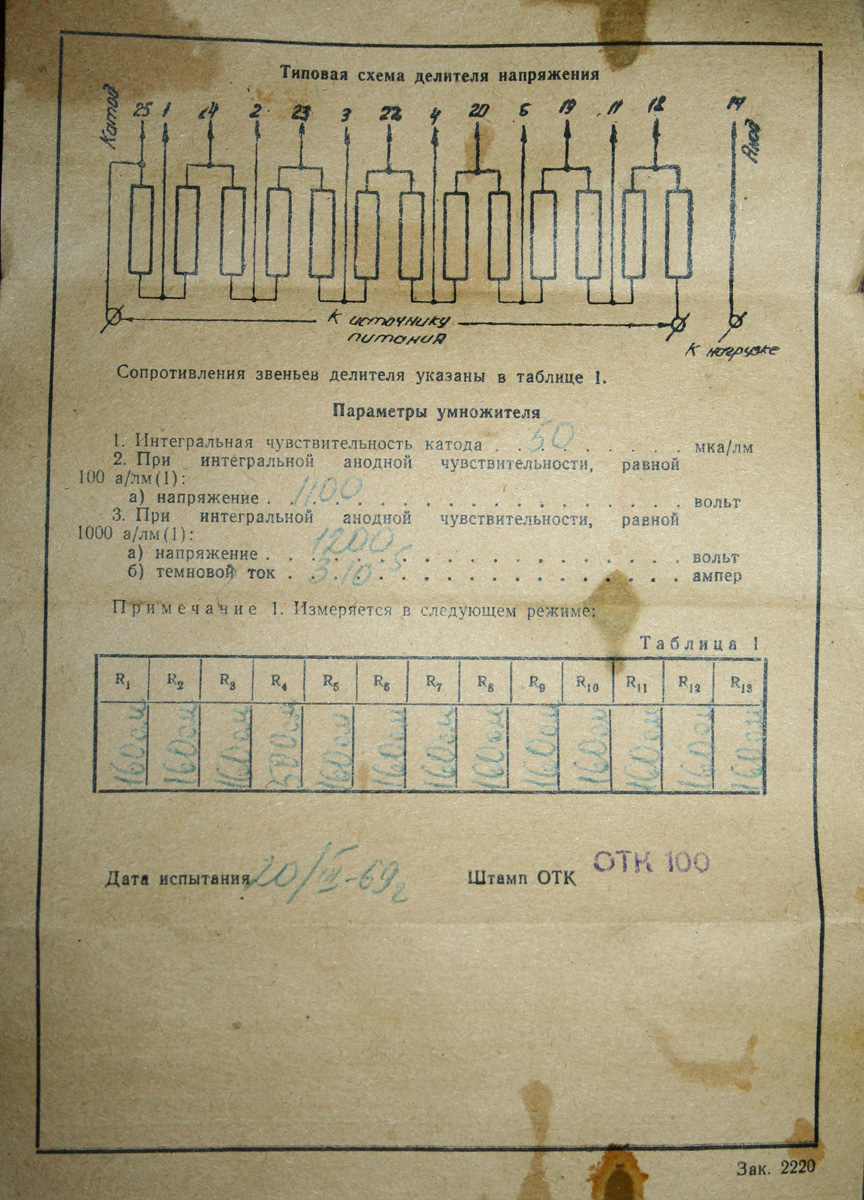 Типовая схема делителя напряжения
Катод 25 1 24 2 23 3 22 4 20 5 19 11 12 14 Анод
К источнику
питания
К нагрузке
Сопротивления звеньев делителя указаны в таблице 1.
Параметры умножителя
1. Интегральная чувствительность катода . . 50 . . . . . мка/лм
2. При интегральной анодной чувствительности, равной
100 а/лм(1):
а) напряжение . . 1100 . . . . . . . . . . . . вольт
3. При интегральной анодной чувствительности, равной
1000 а/лм(1):
а) напряжение . . 1200 . . . . . . . . . . . . вольт
б) темновой ток . . 3.10⁻⁵ . . . . . . . . . . . ампер
Примечание 1. Измеряется в следующем режиме:
Таблица 1
R₁ R₂ R₃ R₄ R₅ R₆ R₇ R₈ R₉ R₁₀ R₁₁ R₁₂ R₁₃
Дата испытания 20/III-69г Штамп ОТК ОТК 100
Зак. 2220